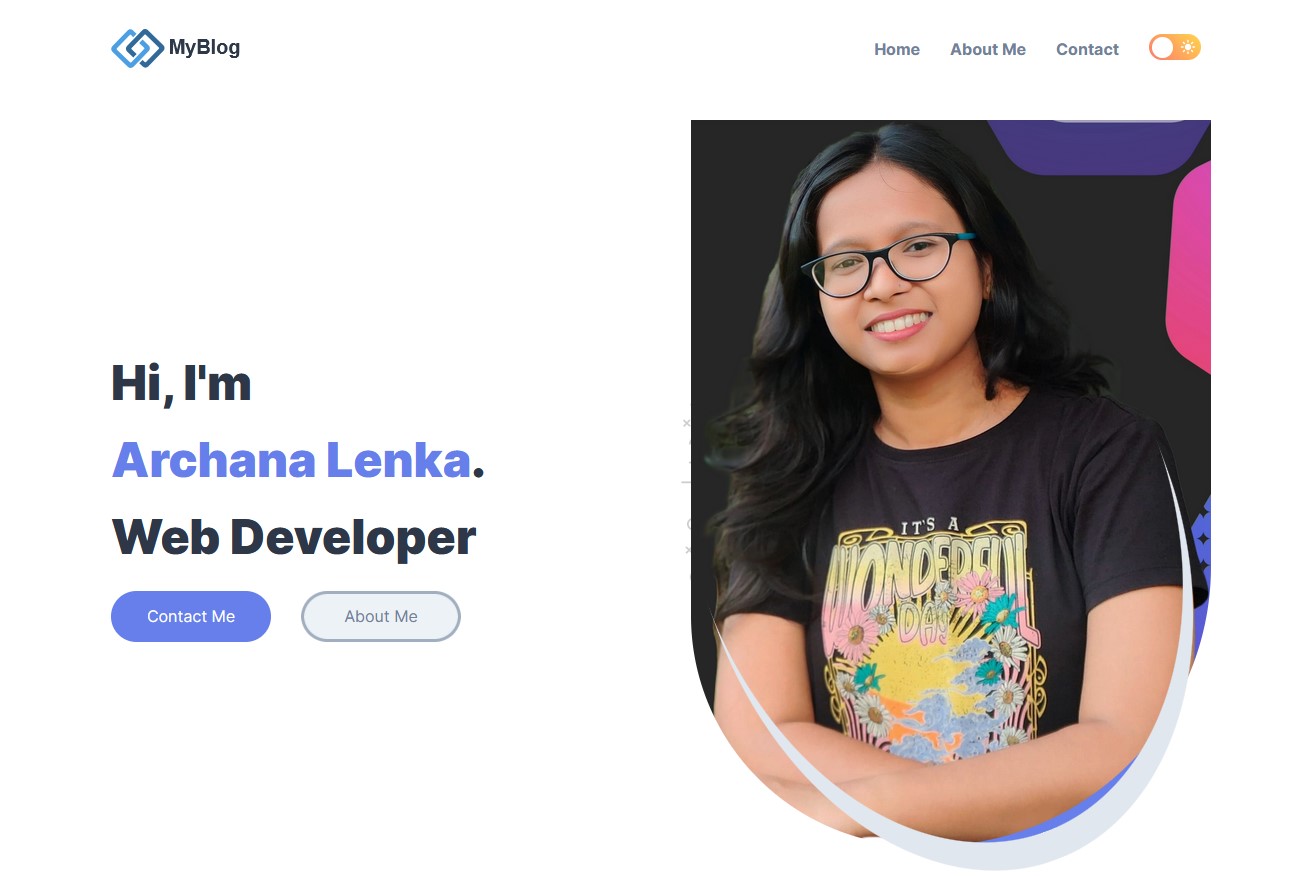 MyBlog
Home
About Me
Contact
Hi, I'm
Archana Lenka.
Web Developer
Contact Me
About Me
IT'S A
WONDERFUL
DAY